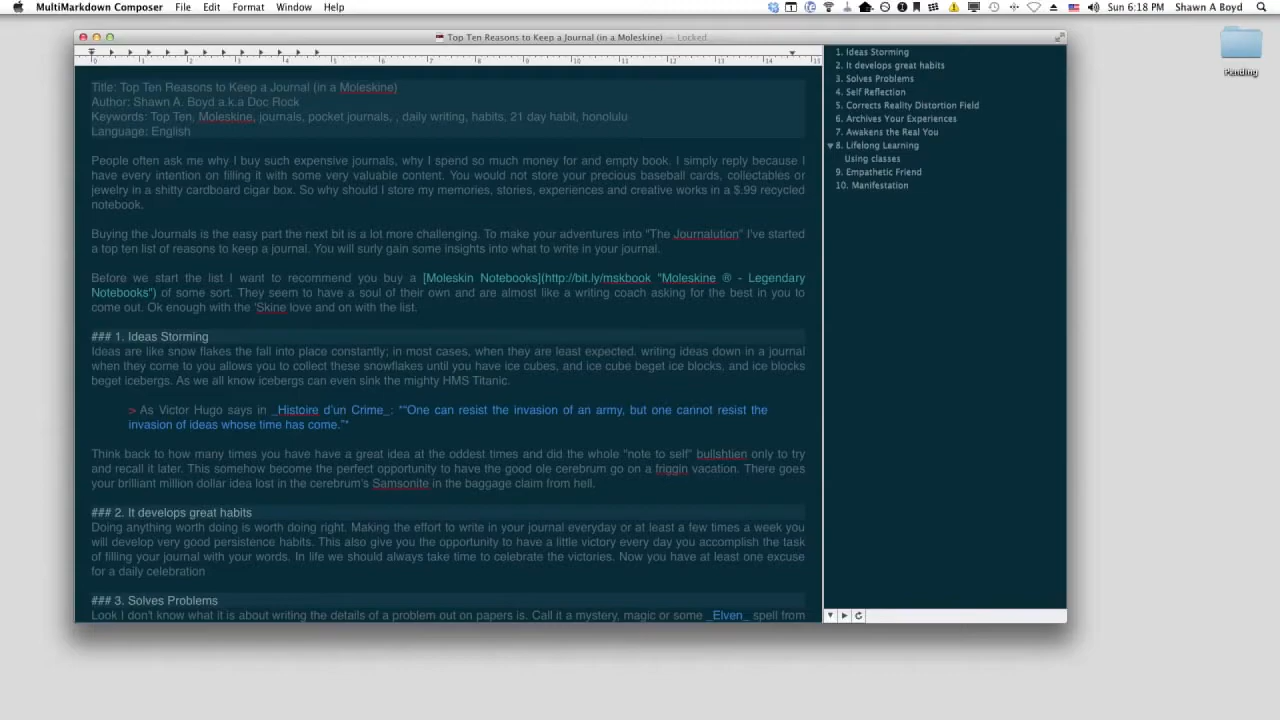 MultiMarkdown Composer File Edit Format Window Help Sun 6:18 PM Shawn A Boyd
Top Ten Reasons to Keep a Journal (in a Moleskine) — Locked
0 1 2 3 4 5 6 7 8 9 10 11 12 13 14 15
Title: Top Ten Reasons to Keep a Journal (in a Moleskine)
Author: Shawn A. Boyd a.k.a Doc Rock
Keywords: Top Ten, Moleskine, journals, pocket journals, , daily writing, habits, 21 day habit, honolulu
Language: English
People often ask me why I buy such expensive journals, why I spend so much money for and empty book. I simply reply because I
have every intention on filling it with some very valuable content. You would not store your precious baseball cards, collectables or
jewelry in a shitty cardboard cigar box. So why should I store my memories, stories, experiences and creative works in a $.99 recycled
notebook.
Buying the Journals is the easy part the next bit is a lot more challenging. To make your adventures into "The Journalution" I've started
a top ten list of reasons to keep a journal. You will surly gain some insights into what to write in your journal.
Before we start the list I want to recommend you buy a [Moleskin Notebooks](http://bit.ly/mskbook "Moleskine ® - Legendary
Notebooks") of some sort. They seem to have a soul of their own and are almost like a writing coach asking for the best in you to
come out. Ok enough with the 'Skine love and on with the list.
### 1. Ideas Storming
Ideas are like snow flakes the fall into place constantly; in most cases, when they are least expected. writing ideas down in a journal
when they come to you allows you to collect these snowflakes until you have ice cubes, and ice cube beget ice blocks, and ice blocks
beget icebergs. As we all know icebergs can even sink the mighty HMS Titanic.
> As Victor Hugo says in _Histoire d'un Crime_: *"One can resist the invasion of an army, but one cannot resist the
invasion of ideas whose time has come."*
Think back to how many times you have have a great idea at the oddest times and did the whole "note to self" bullshtien only to try
and recall it later. This somehow become the perfect opportunity to have the good ole cerebrum go on a friggin vacation. There goes
your brilliant million dollar idea lost in the cerebrum's Samsonite in the baggage claim from hell.
### 2. It develops great habits
Doing anything worth doing is worth doing right. Making the effort to write in your journal everyday or at least a few times a week you
will develop very good persistence habits. This also give you the opportunity to have a little victory every day you accomplish the task
of filling your journal with your words. In life we should always take time to celebrate the victories. Now you have at least one excuse
for a daily celebration
### 3. Solves Problems
Look I don't know what it is about writing the details of a problem out on papers is. Call it a mystery, magic or some _Elven_ spell from
1. Ideas Storming
2. It develops great habits
3. Solves Problems
4. Self Reflection
5. Corrects Reality Distortion Field
6. Archives Your Experiences
7. Awakens the Real You
8. Lifelong Learning
Using classes
9. Empathetic Friend
10. Manifestation
Pending